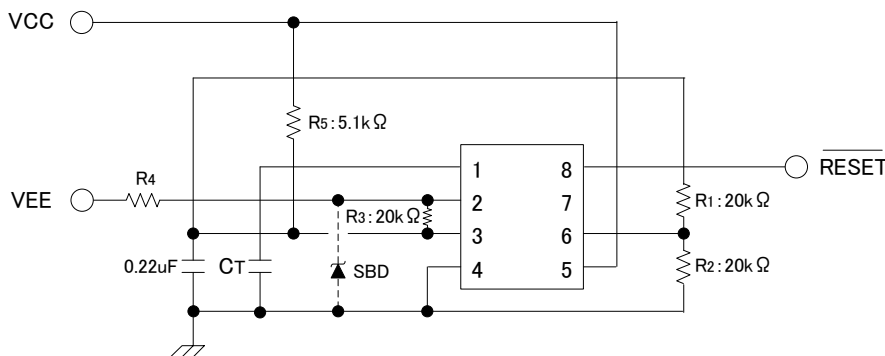 VCC
R5:5.1kΩ
1 8
RESET
R4
VEE
2 7
R1:20kΩ
R3:20kΩ
3 6
0.22uF
CT
SBD
4 5
R2:20kΩ